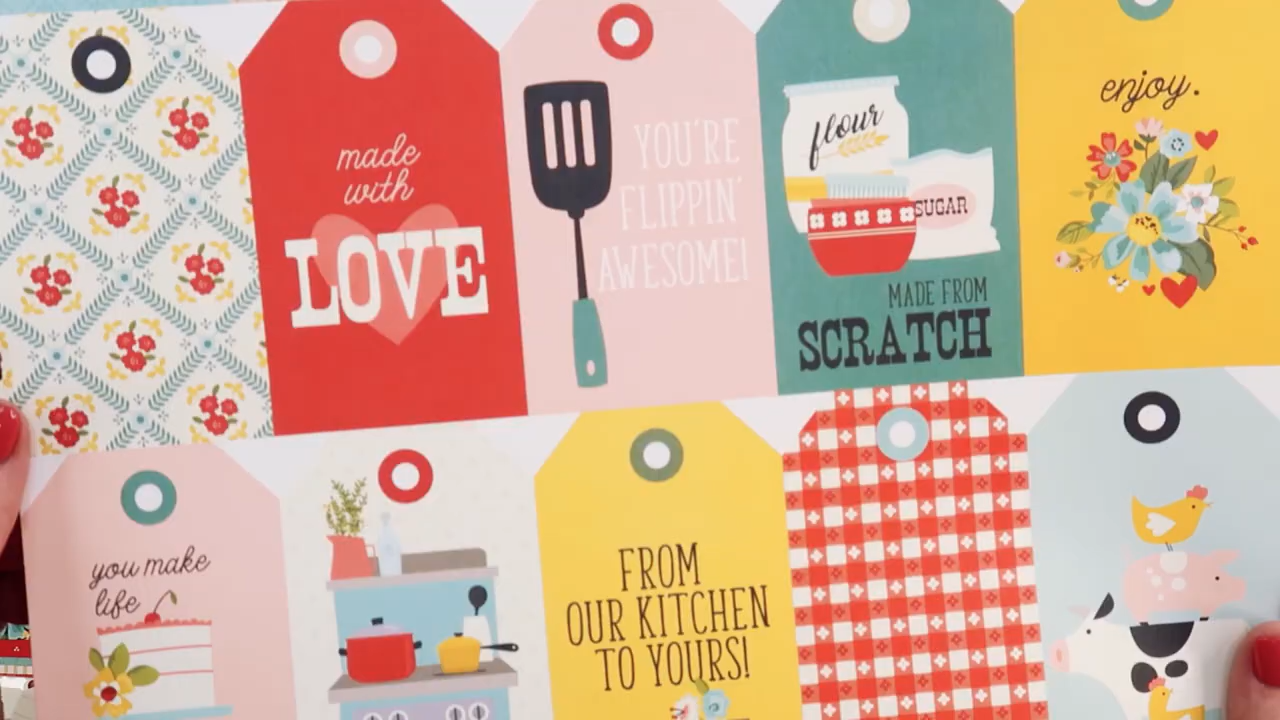 made
with
LOVE
YOU'RE
FLIPPIN'
AWESOME!
flour
SUGAR
MADE FROM
SCRATCH
enjoy.
you make
life
FROM
OUR KITCHEN
TO YOURS!